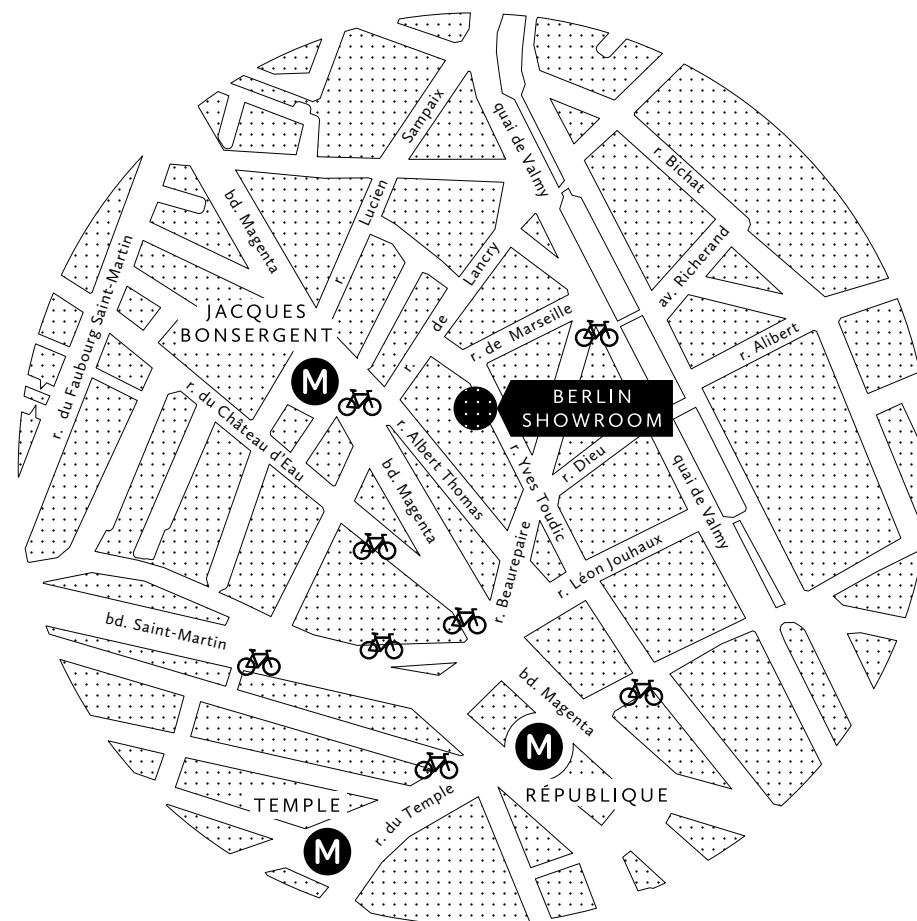 quai de Valmy
r. Bichat
r. Lucien Sampaix
bd. Magenta
r. du Faubourg Saint-Martin
r. de Lancry
av. Richerand
JACQUES
BONSERGENT
r. de Marseille
r. Alibert
M
BERLIN
SHOWROOM
r. du Château d'Eau
r. Albert Thomas
bd. Magenta
r. Yves Toudic
r. Dieu
quai de Valmy
r. Beaurepaire
r. Léon Jouhaux
bd. Saint-Martin
bd. Magenta
M
RÉPUBLIQUE
TEMPLE
r. du Temple
M